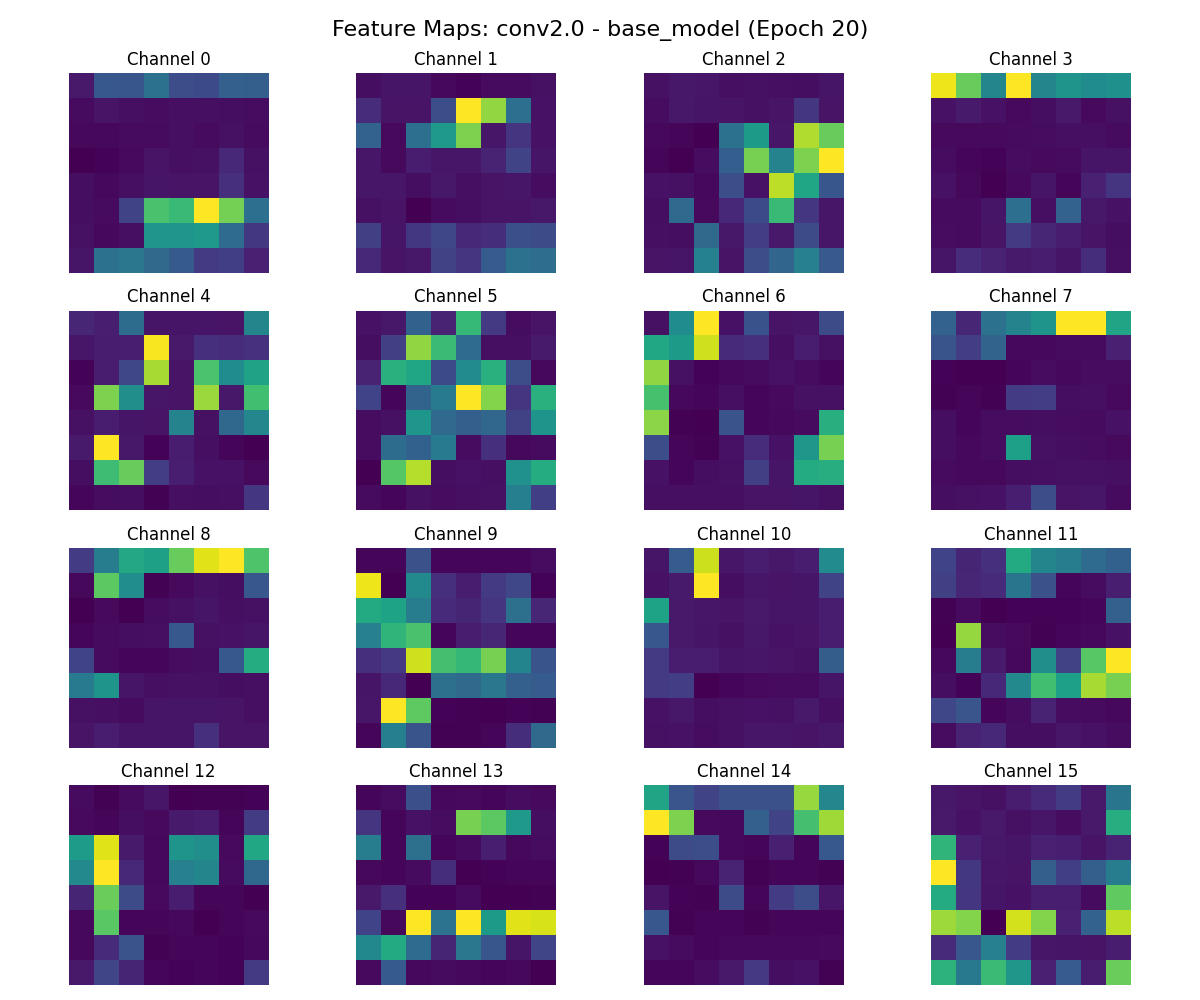 Feature Maps: conv2.0 - base_model (Epoch 20)
Channel 0
Channel 1
Channel 2
Channel 3
Channel 4
Channel 5
Channel 6
Channel 7
Channel 8
Channel 9
Channel 10
Channel 11
Channel 12
Channel 13
Channel 14
Channel 15